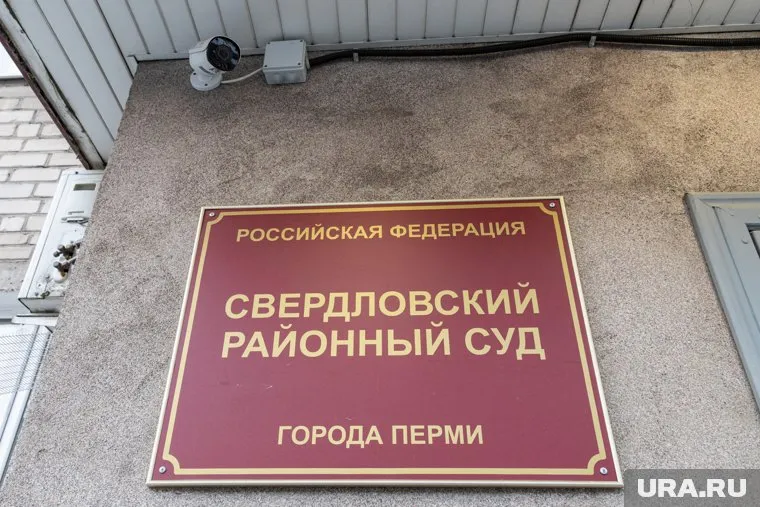 РОССИЙСКАЯ ФЕДЕРАЦИЯ
СВЕРДЛОВСКИЙ
РАЙОННЫЙ СУД
ГОРОДА ПЕРМИ
URA.RU